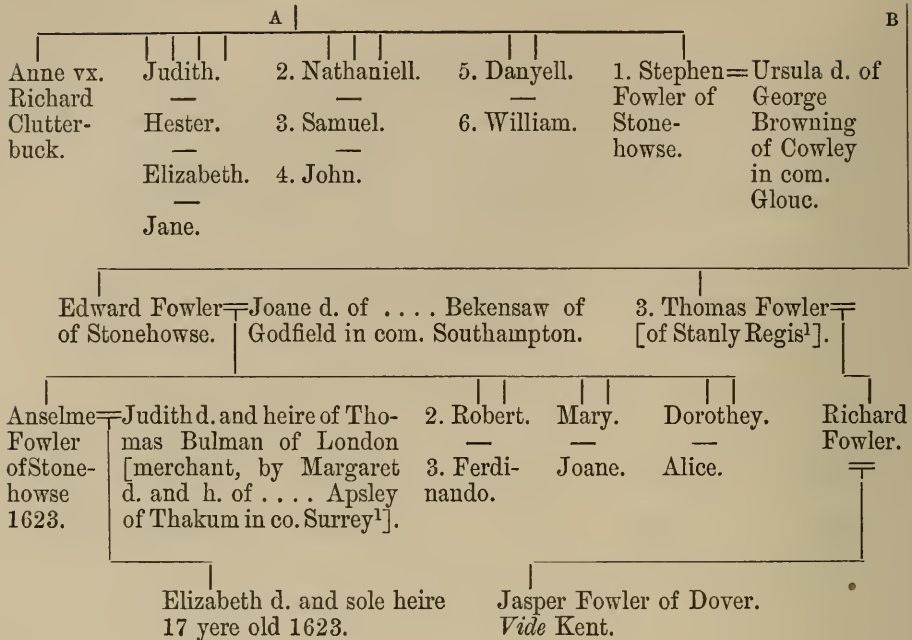 A B
Anne vx.
Richard
Clutter-
buck.
Judith.
—
Hester.
—
Elizabeth.
—
Jane.
2. Nathaniell.
—
3. Samuel.
—
4. John.
5. Danyell.
—
6. William.
1. Stephen=
Fowler of
Stone-
howse.
Ursula d. of
George
Browning
of Cowley
in com.
Glouc.
Edward Fowler=
of Stonehowse.
Joane d. of .... Bekensaw of
Godfield in com. Southampton.
3. Thomas Fowler=
[of Stanly Regis¹].
Anselme=
Fowler
of Stone-
howse
1623.
Judith d. and heire of Tho-
mas Bulman of London
[merchant, by Margaret
d. and h. of .... Apsley
of Thakum in co. Surrey¹].
2. Robert.
—
3. Ferdi-
nando.
Mary.
—
Joane.
Dorothey.
—
Alice.
Richard
Fowler.
=
Elizabeth d. and sole heire
17 yere old 1623.
Jasper Fowler of Dover.
Vide Kent.